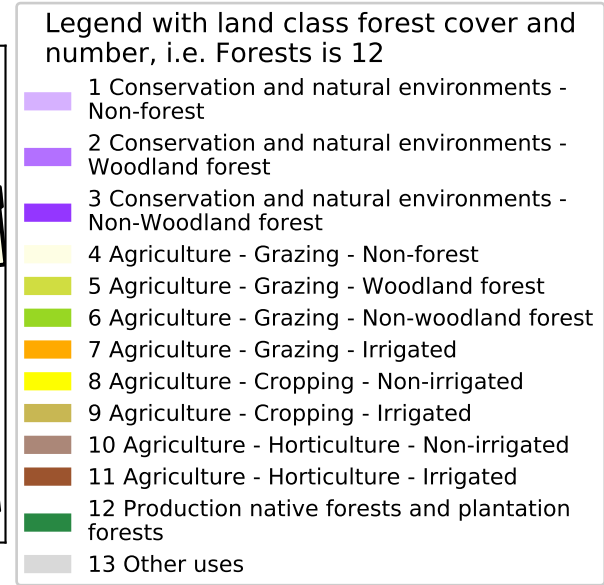 Legend with land class forest cover and
number, i.e. Forests is 12
1 Conservation and natural environments -
Non-forest
2 Conservation and natural environments -
Woodland forest
3 Conservation and natural environments -
Non-Woodland forest
4 Agriculture - Grazing - Non-forest
5 Agriculture - Grazing - Woodland forest
6 Agriculture - Grazing - Non-woodland forest
7 Agriculture - Grazing - Irrigated
8 Agriculture - Cropping - Non-irrigated
9 Agriculture - Cropping - Irrigated
10 Agriculture - Horticulture - Non-irrigated
11 Agriculture - Horticulture - Irrigated
12 Production native forests and plantation
forests
13 Other uses